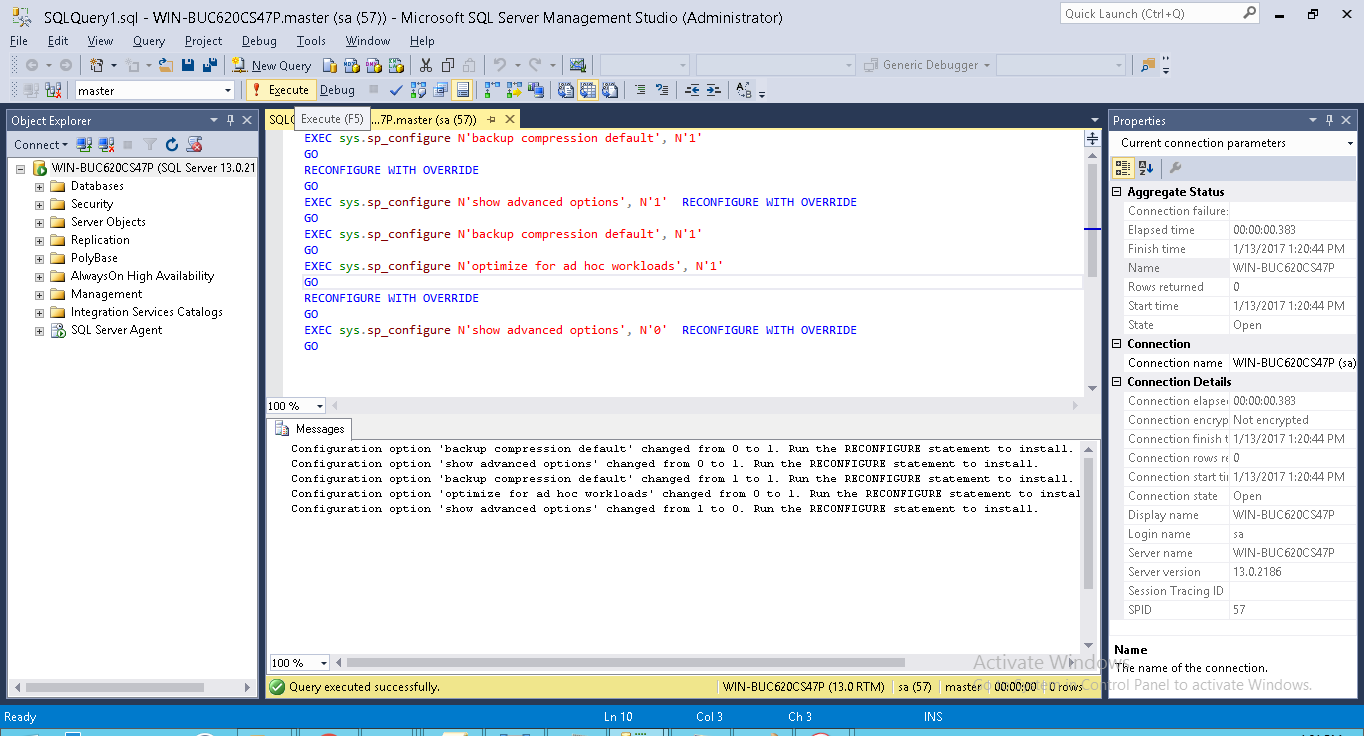 SQLQuery1.sql - WIN-BUC620CS47P.master (sa (57)) - Microsoft SQL Server Management Studio (Administrator)
Quick Launch (Ctrl+Q)
File Edit View Query Project Debug Tools Window Help
New Query
Generic Debugger
master
Execute
Debug
Object Explorer
SQLQ
Execute (F5)
...7P.master (sa (57))
Connect
WIN-BUC620CS47P (SQL Server 13.0.21
Databases
Security
Server Objects
Replication
PolyBase
AlwaysOn High Availability
Management
Integration Services Catalogs
SQL Server Agent
EXEC sys.sp_configure N'backup compression default', N'1'
GO
RECONFIGURE WITH OVERRIDE
GO
EXEC sys.sp_configure N'show advanced options', N'1'  RECONFIGURE WITH OVERRIDE
GO
EXEC sys.sp_configure N'backup compression default', N'1'
GO
EXEC sys.sp_configure N'optimize for ad hoc workloads', N'1'
GO
RECONFIGURE WITH OVERRIDE
GO
EXEC sys.sp_configure N'show advanced options', N'0'  RECONFIGURE WITH OVERRIDE
GO
100 %
Messages
Configuration option 'backup compression default' changed from 0 to 1. Run the RECONFIGURE statement to install.
Configuration option 'show advanced options' changed from 0 to 1. Run the RECONFIGURE statement to install.
Configuration option 'backup compression default' changed from 1 to 1. Run the RECONFIGURE statement to install.
Configuration option 'optimize for ad hoc workloads' changed from 0 to 1. Run the RECONFIGURE statement to instal
Configuration option 'show advanced options' changed from 1 to 0. Run the RECONFIGURE statement to install.
100 %
Query executed successfully.
WIN-BUC620CS47P (13.0 RTM)
sa (57)
master
00:00:00
0 rows
Properties
Current connection parameters
Aggregate Status
Connection failure:
Elapsed time 00:00:00.383
Finish time 1/13/2017 1:20:44 PM
Name WIN-BUC620CS47P
Rows returned 0
Start time 1/13/2017 1:20:44 PM
State Open
Connection
Connection name WIN-BUC620CS47P (sa)
Connection Details
Connection elapse 00:00:00.383
Connection encryp Not encrypted
Connection finish t 1/13/2017 1:20:44 PM
Connection rows re 0
Connection start ti 1/13/2017 1:20:44 PM
Connection state Open
Display name WIN-BUC620CS47P
Login name sa
Server name WIN-BUC620CS47P
Server version 13.0.2186
Session Tracing ID
SPID 57
Name
The name of the connection.
Activate Windows
Go to System in Control Panel to activate Windows.
Ready
Ln 10
Col 3
Ch 3
INS